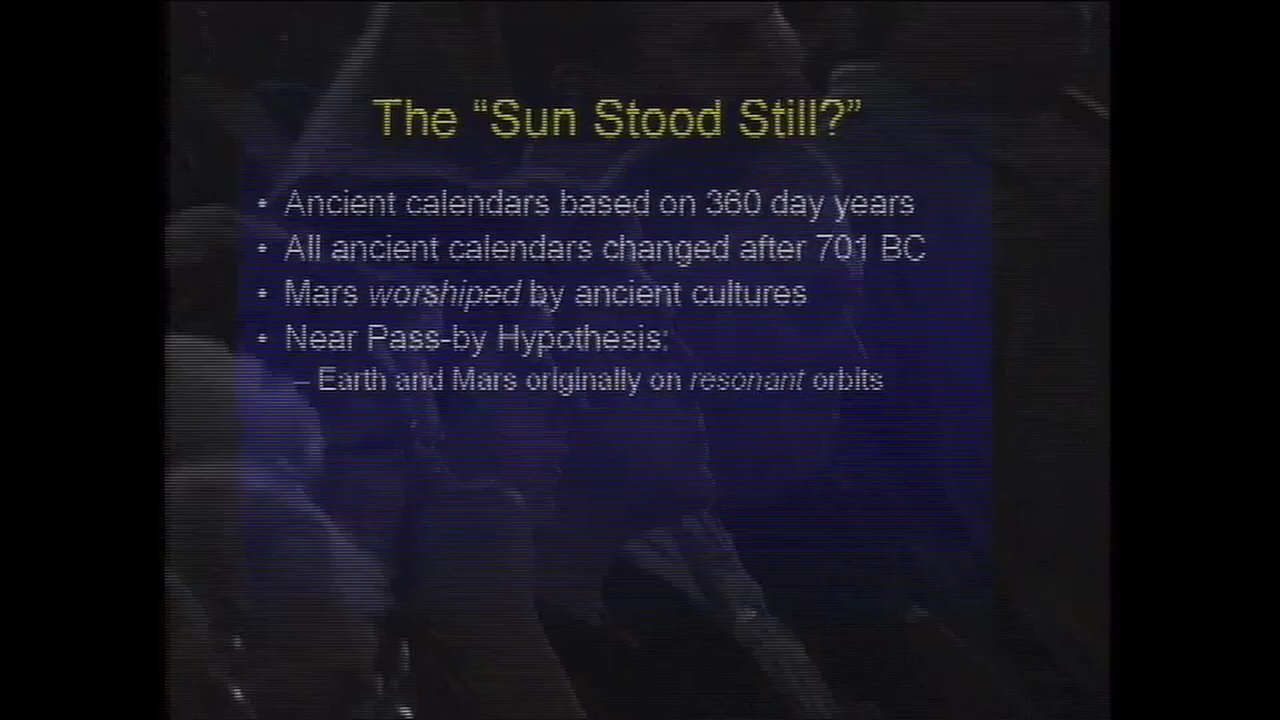 The “Sun Stood Still?”
• Ancient calendars based on 360 day years
• All ancient calendars changed after 701 BC
• Mars worshiped by ancient cultures
• Near Pass-by Hypothesis:
– Earth and Mars originally on resonant orbits